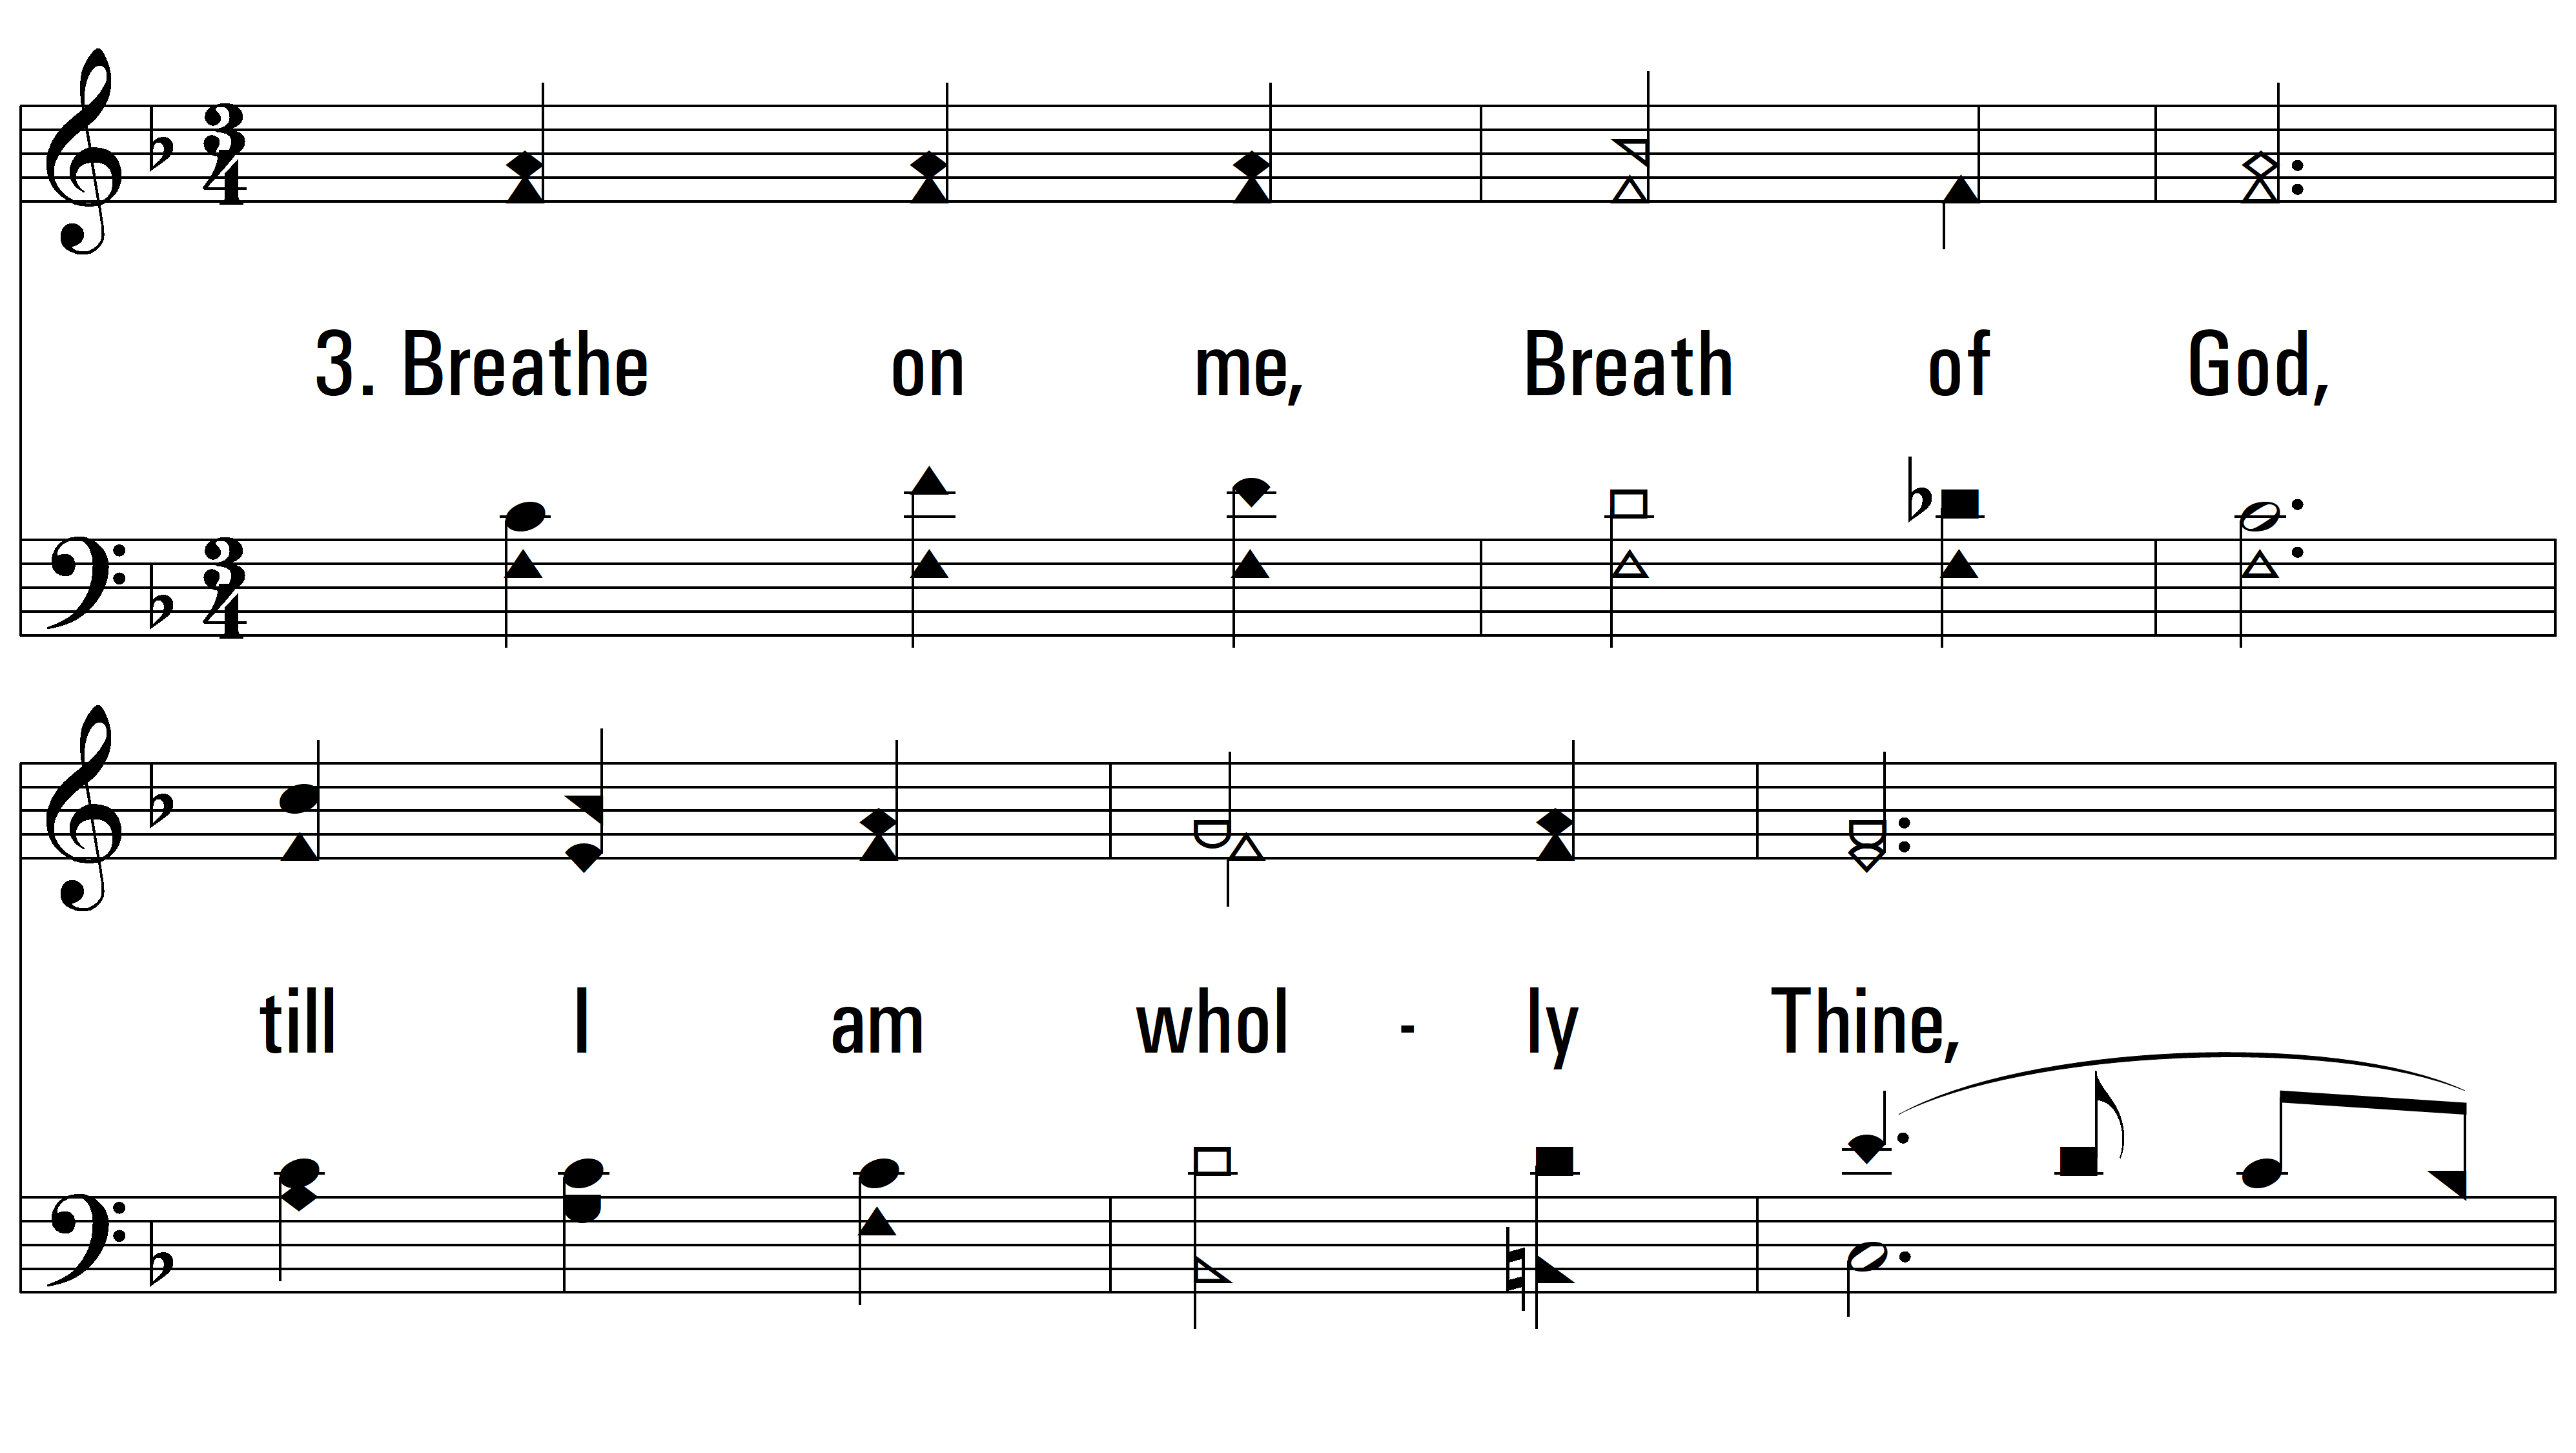 3. Breathe on me, Breath of God,
till I am whol - ly Thine,